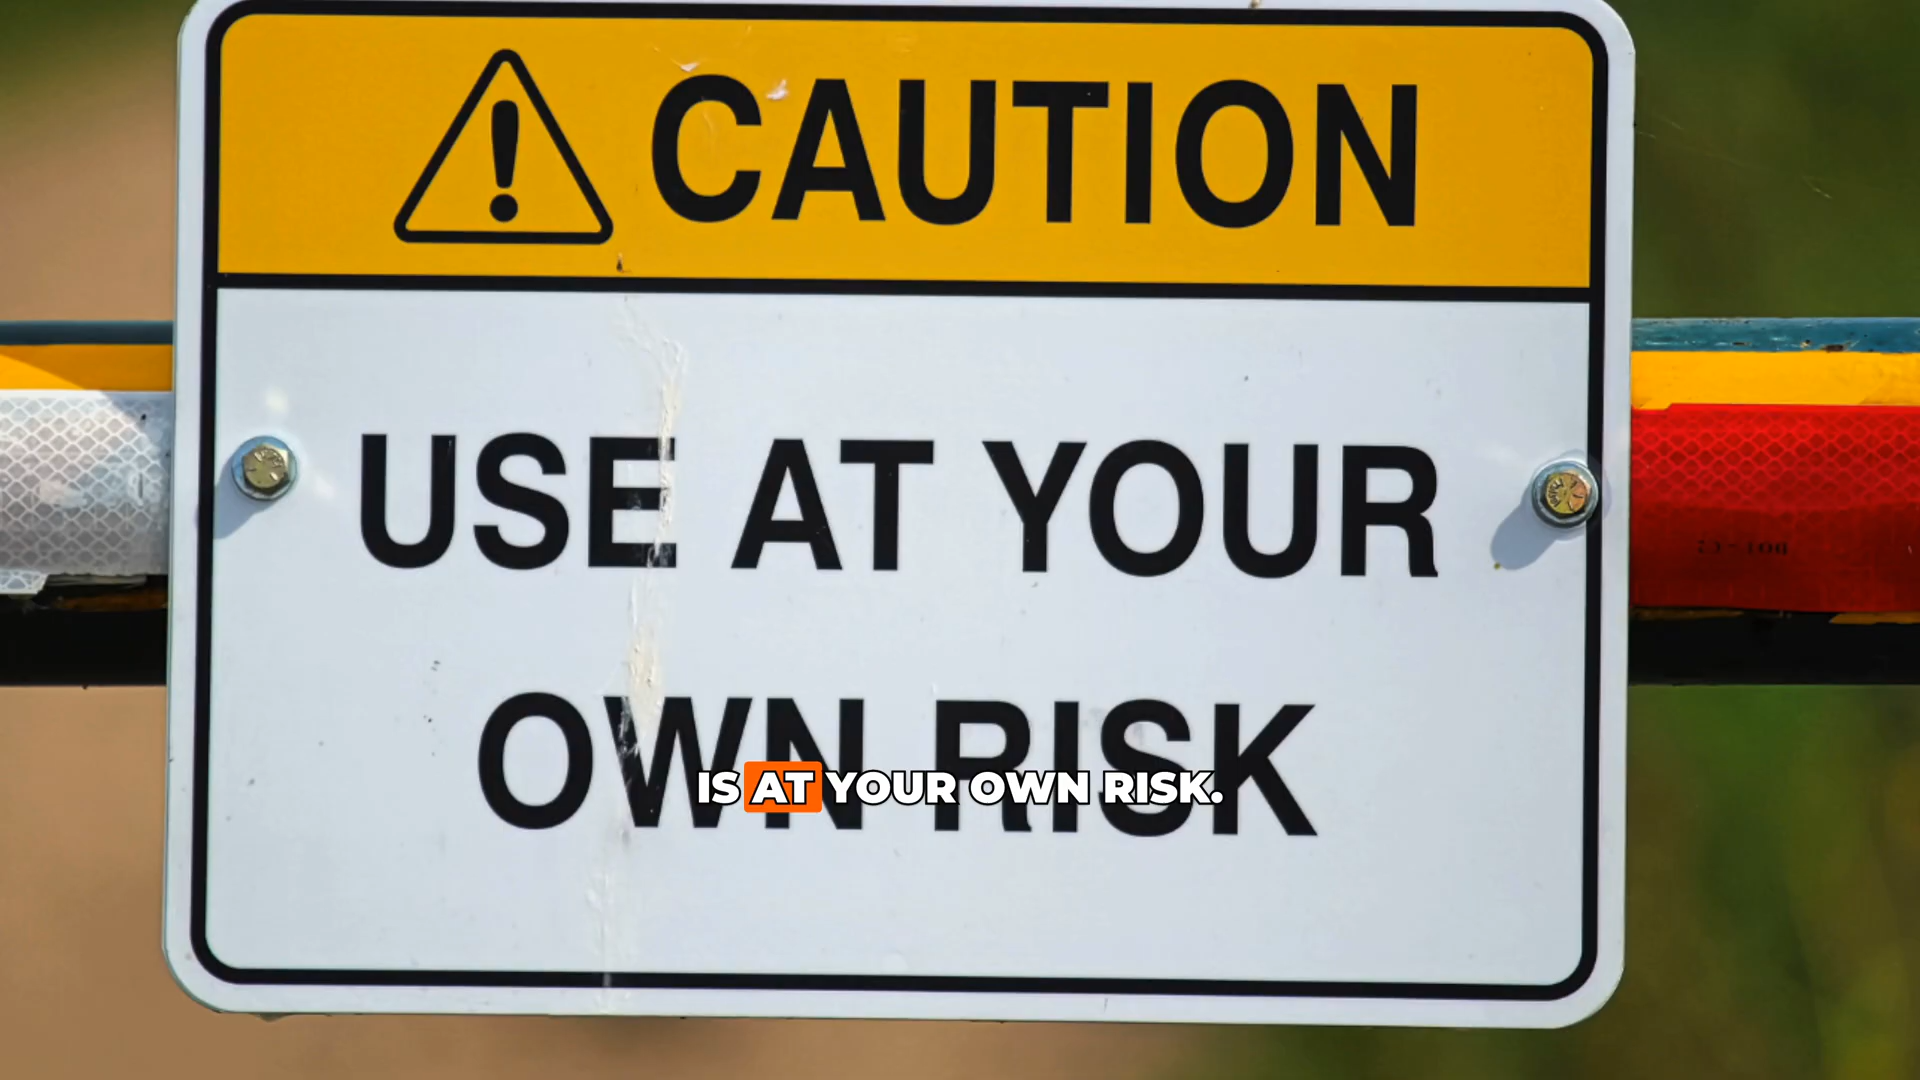 CAUTION
USE AT YOUR
OWN RISK
IS AT YOUR OWN RISK.